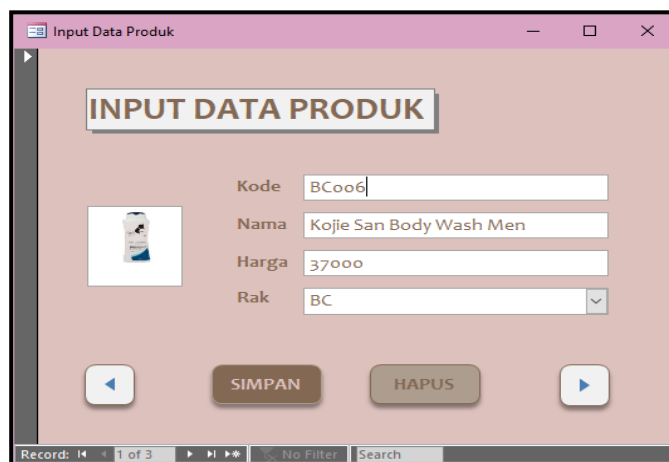 Input Data Produk
INPUT DATA PRODUK
Kode BC006
Nama Kojie San Body Wash Men
Harga 37000
Rak BC
SIMPAN HAPUS
Record: 1 of 3 No Filter Search